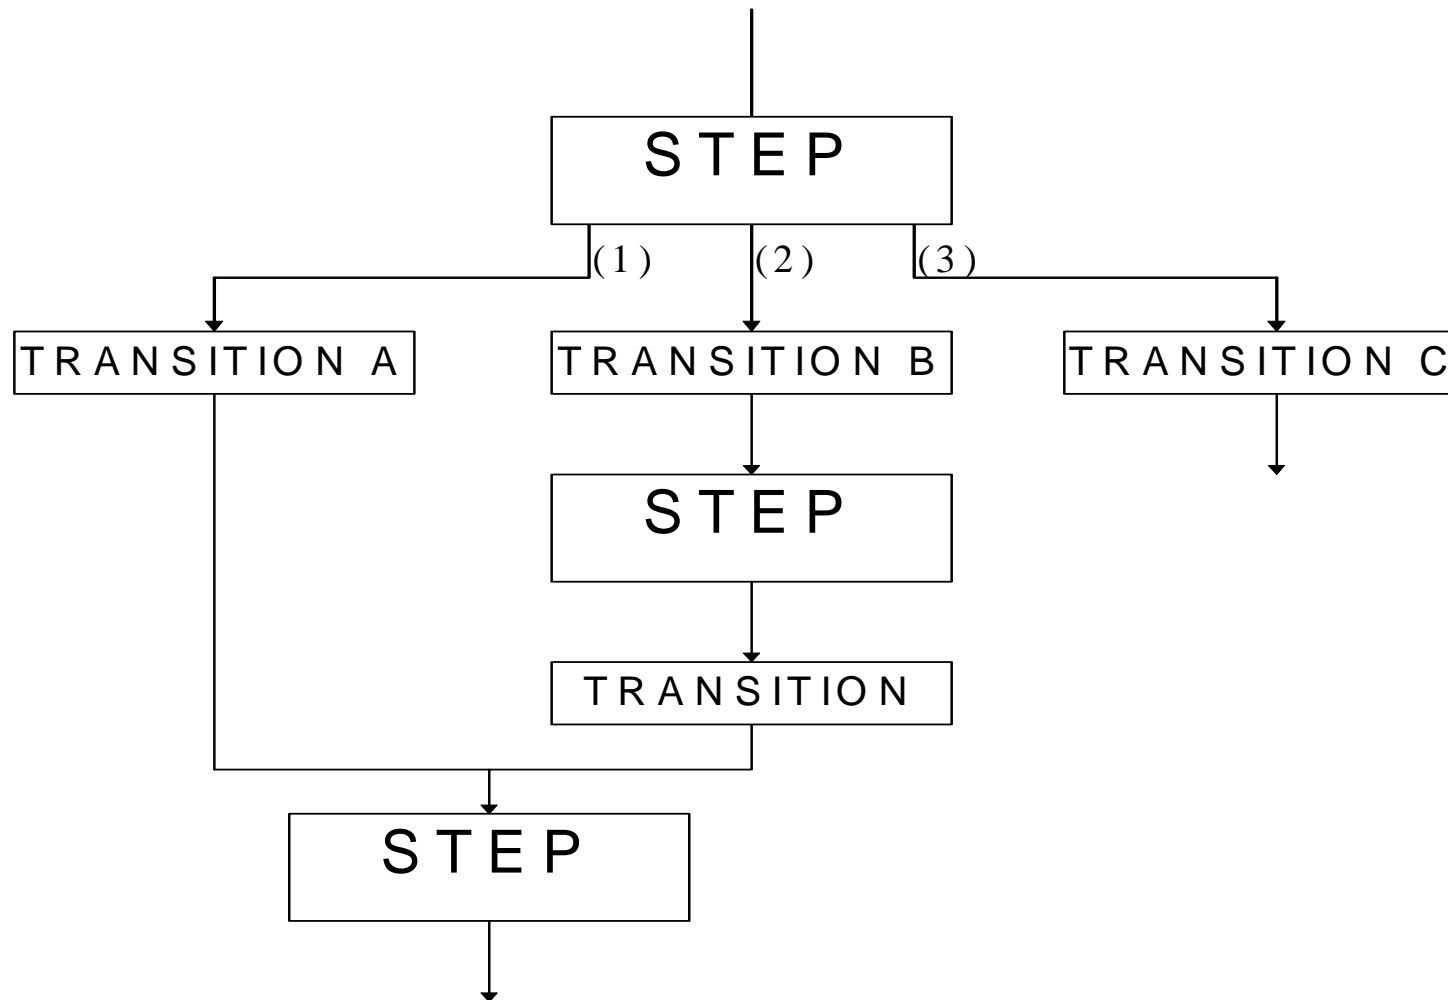 STEP
(1) (2) (3)
TRANSITION A TRANSITION B TRANSITION C
STEP
TRANSITION
STEP